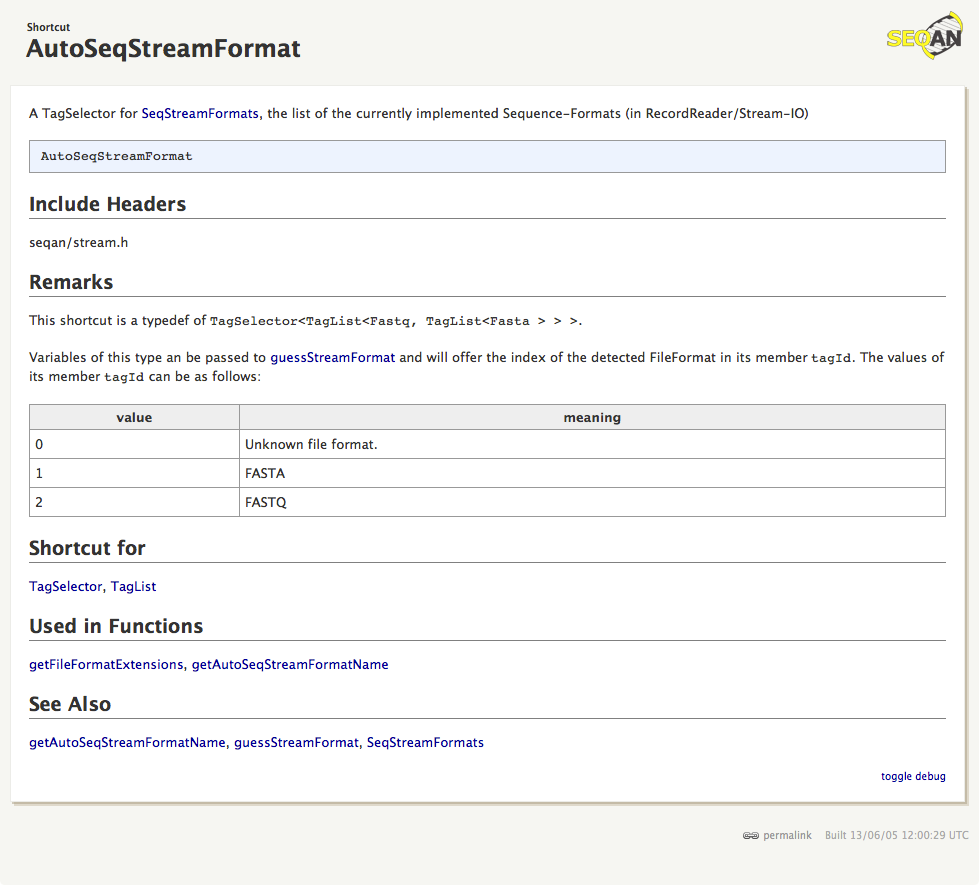 Shortcut
AutoSeqStreamFormat
SEQAN
A TagSelector for SeqStreamFormats, the list of the currently implemented Sequence-Formats (in RecordReader/Stream-IO)
AutoSeqStreamFormat
Include Headers
seqan/stream.h
Remarks
This shortcut is a typedef of TagSelector<TagList<Fastq, TagList<Fasta > > >.
Variables of this type an be passed to guessStreamFormat and will offer the index of the detected FileFormat in its member tagId. The values of
its member tagId can be as follows:
value meaning
0 Unknown file format.
1 FASTA
2 FASTQ
Shortcut for
TagSelector, TagList
Used in Functions
getFileFormatExtensions, getAutoSeqStreamFormatName
See Also
getAutoSeqStreamFormatName, guessStreamFormat, SeqStreamFormats
toggle debug
permalink Built 13/06/05 12:00:29 UTC